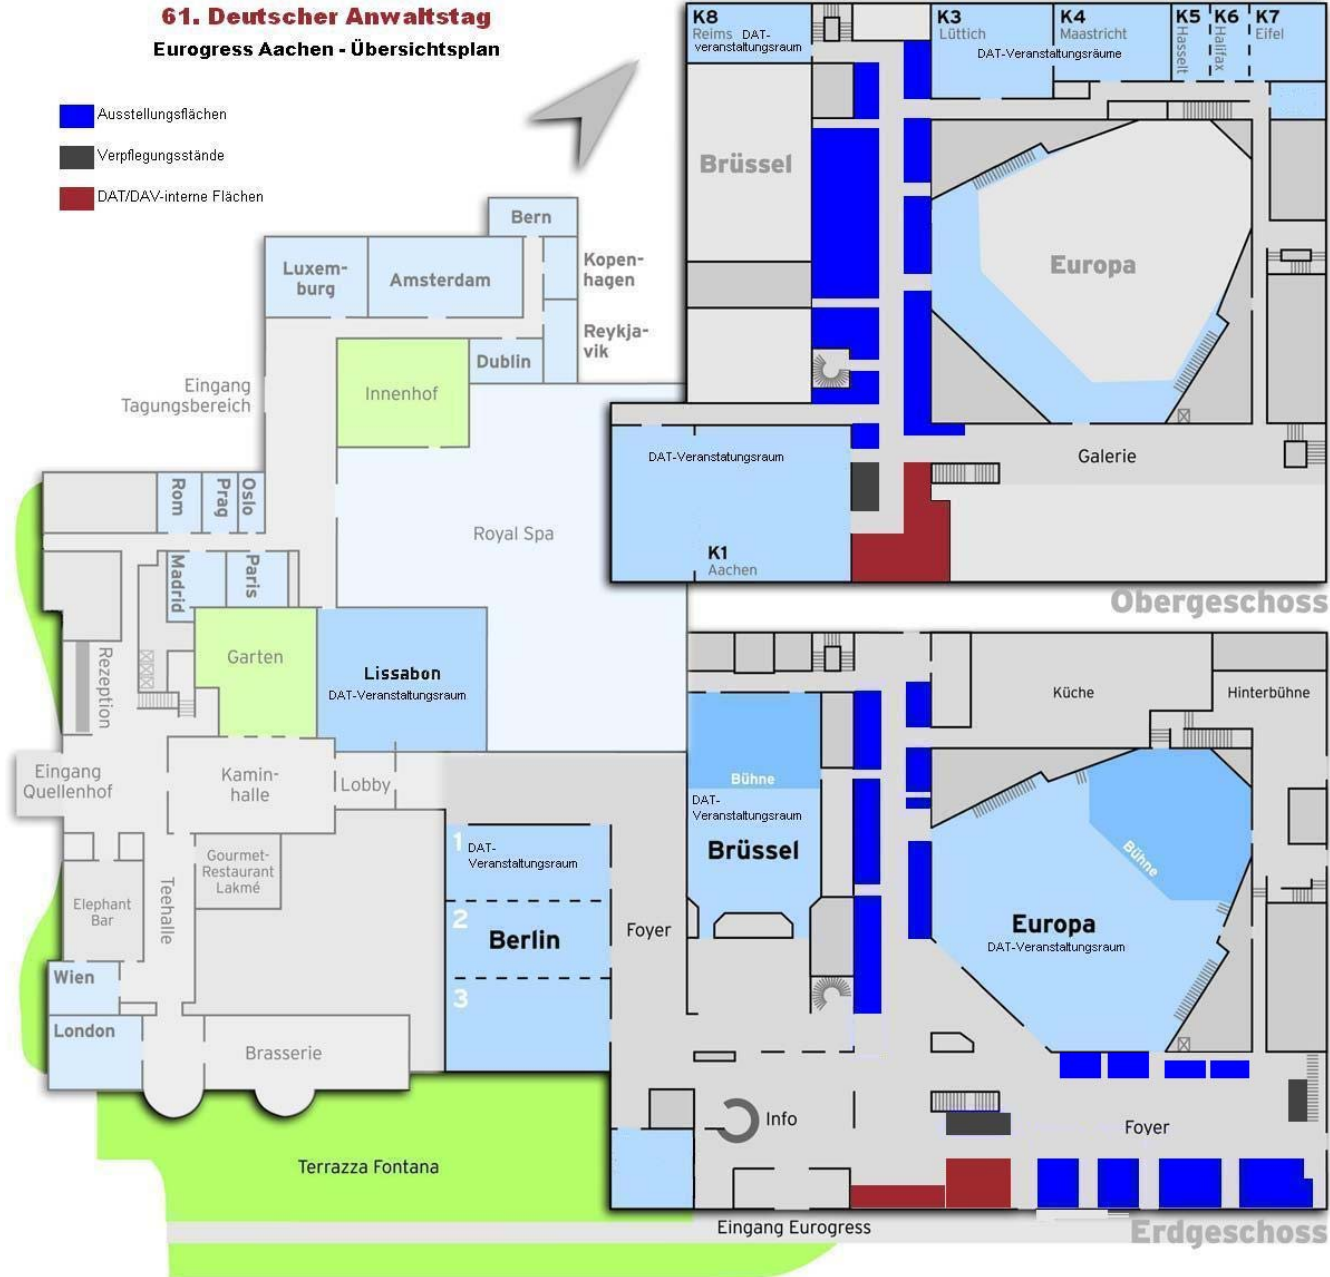 61. Deutscher Anwaltstag
Eurogress Aachen - Übersichtsplan
Ausstellungsflächen
Verpflegungsstände
DAT/DAV-interne Flächen
K8
Reims DAT-
veranstaltungsraum
K3
Lüttich
K4
Maastricht
DAT-Veranstaltungsräume
K5
Hasselt
K6
Halifax
K7
Eifel
Brüssel
Europa
Galerie
DAT-Veranstatungsraum
K1
Aachen
Obergeschoss
Bern
Luxem-
burg
Amsterdam
Kopen-
hagen
Reykja-
vik
Dublin
Innenhof
Eingang
Tagungsbereich
Rom
Prag
Oslo
Royal Spa
Madrid
Paris
Garten
Rezeption
Lissabon
DAT-Veranstaltungsraum
Eingang
Quellenhof
Kamin-
halle
Lobby
Gourmet-
Restaurant
Lakmé
Elephant
Bar
Teehalle
Wien
London
Brasserie
Terrazza Fontana
1
DAT-
Veranstaltungsraum
2
Berlin
3
Foyer
Bühne
DAT-
Veranstaltungsraum
Brüssel
Küche
Hinterbühne
Bühne
Europa
DAT-Veranstaltungsraum
Info
Foyer
Eingang Eurogress
Erdgeschoss